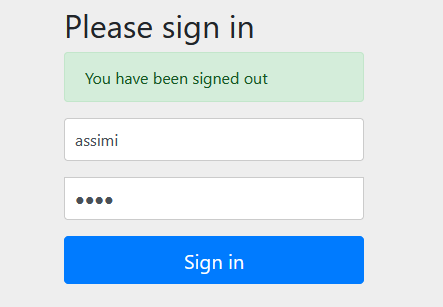 Please sign in
You have been signed out
assimi
••••
Sign in